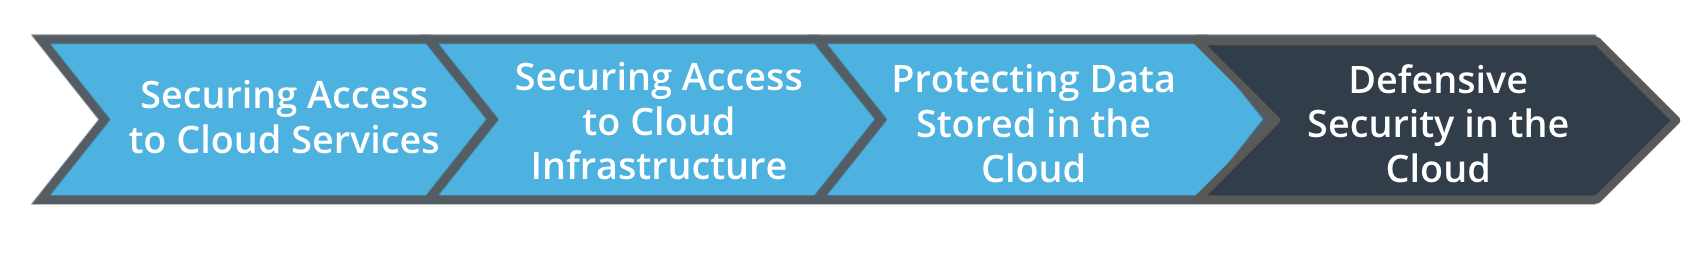 Securing Access
to Cloud Services
Securing Access
to Cloud
Infrastructure
Protecting Data
Stored in the
Cloud
Defensive
Security in the
Cloud